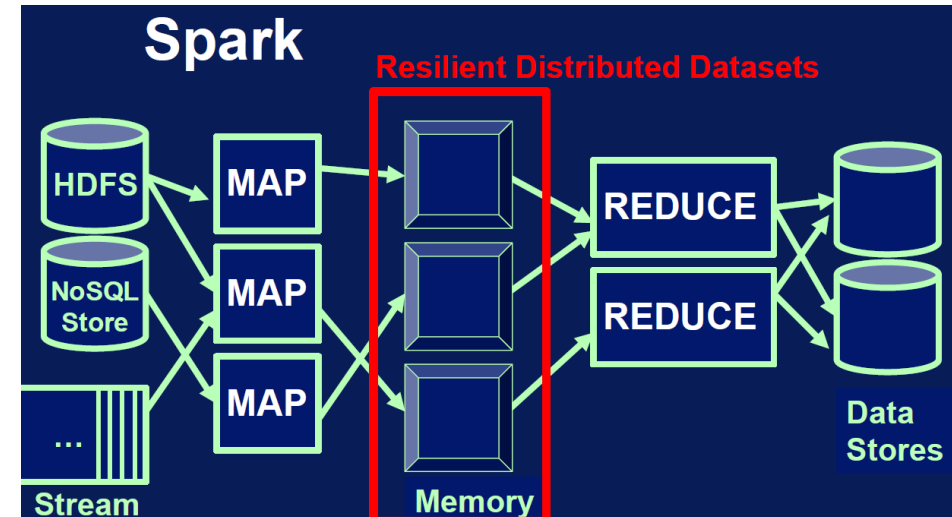 Spark
Resilient Distributed Datasets
HDFS
MAP
REDUCE
NoSQL
Store
MAP
REDUCE
MAP
...
Stream
Memory
Data
Stores